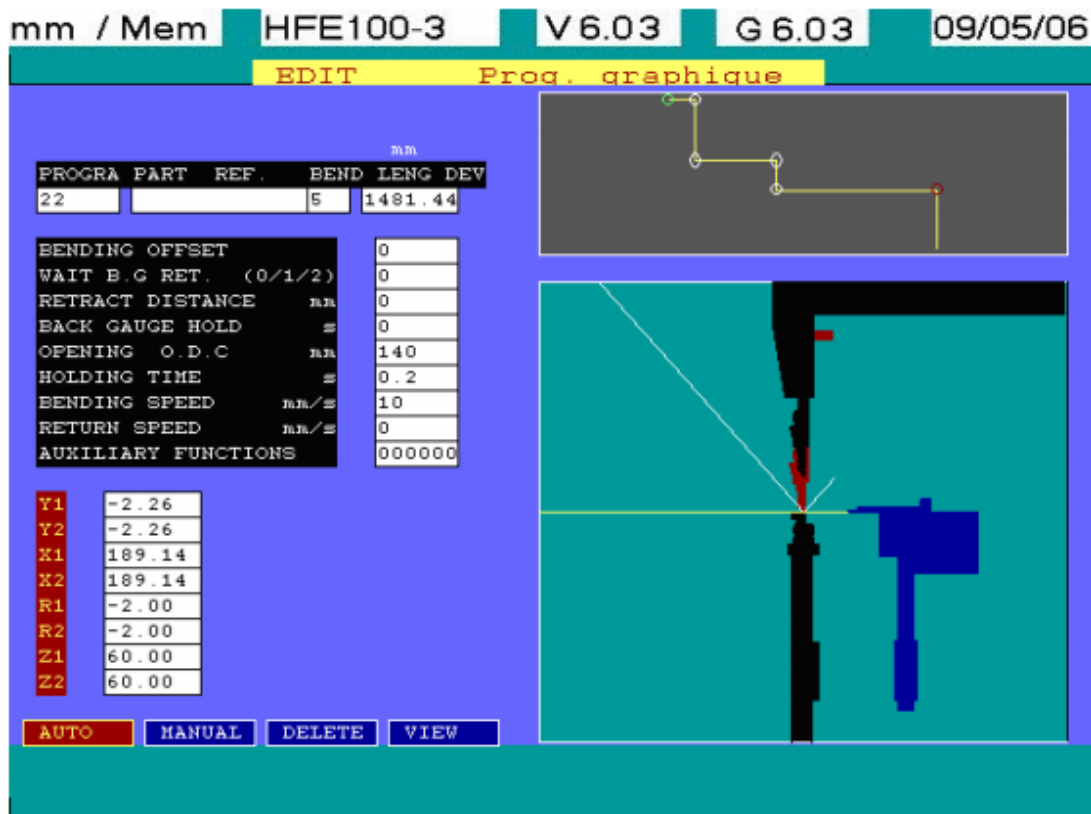 mm / Mem HFE100-3 V 6.03 G 6.03 09/05/06
EDIT Prog. graphique
mm
PROGRA PART REF. BEND LENG DEV
22 5 1481.44
BENDING OFFSET 0
WAIT B.G RET. (0/1/2) 0
RETRACT DISTANCE mm 0
BACK GAUGE HOLD s 0
OPENING O.D.C mm 140
HOLDING TIME s 0.2
BENDING SPEED mm/s 10
RETURN SPEED mm/s 0
AUXILIARY FUNCTIONS 000000
Y1 -2.26
Y2 -2.26
X1 189.14
X2 189.14
R1 -2.00
R2 -2.00
Z1 60.00
Z2 60.00
AUTO MANUAL DELETE VIEW